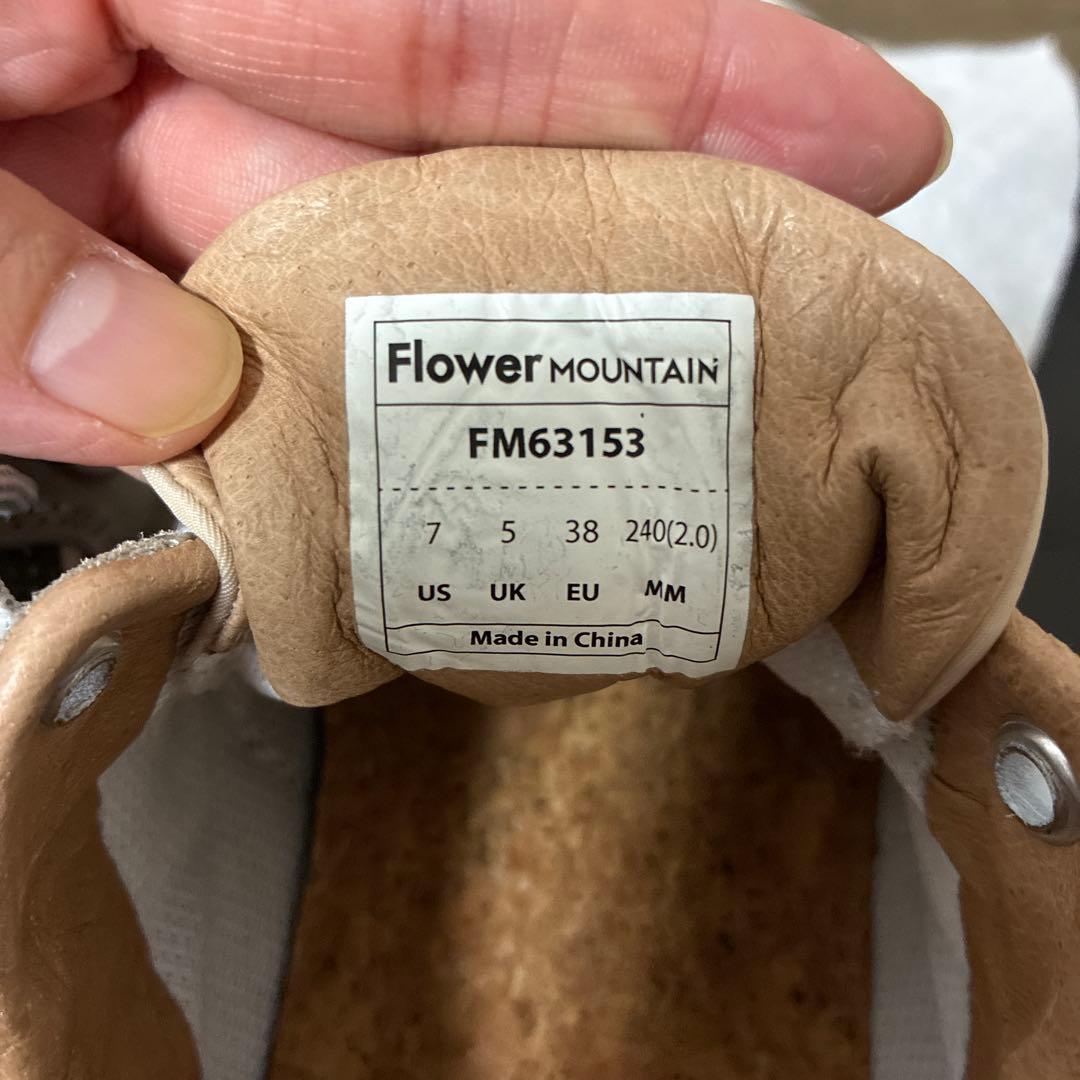 Flower MOUNTAIN
FM63153
7 5 38 240(2.0)
US UK EU MM
Made in China